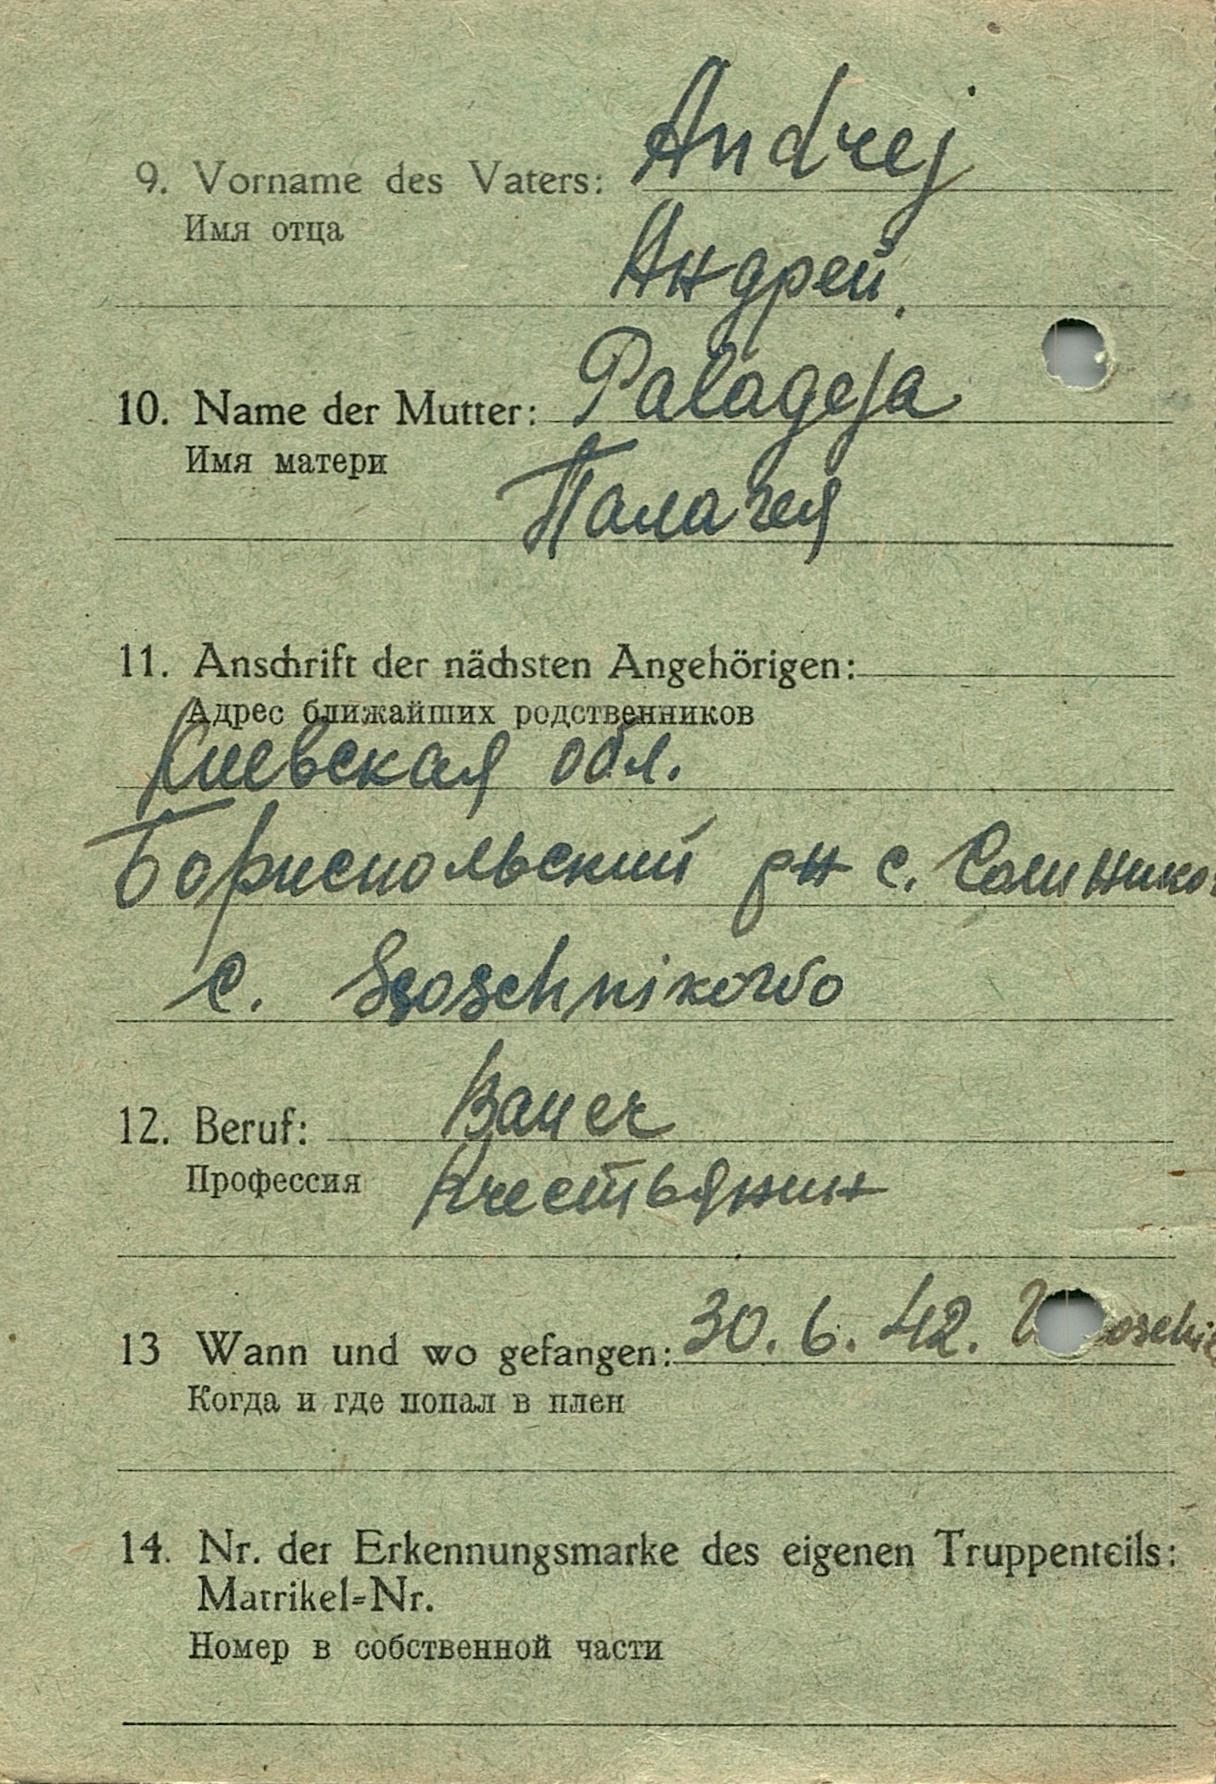 9. Vorname des Vaters: Andrej
Имя отца
Андрей.
10. Name der Mutter: Palageja
Имя матери
Палагея
11. Anschrift der nächsten Angehörigen:
Адрес ближайших родственников
Киевская обл.
Бориспольский рн с.
с.
12. Beruf: Bauer
Профессия
Крестьянин
13 Wann und wo gefangen: 30. 6. 42.
Когда и где попал в плен
14. Nr. der Erkennungsmarke des eigenen Truppenteils:
Matrikel-Nr.
Номер в собственной части